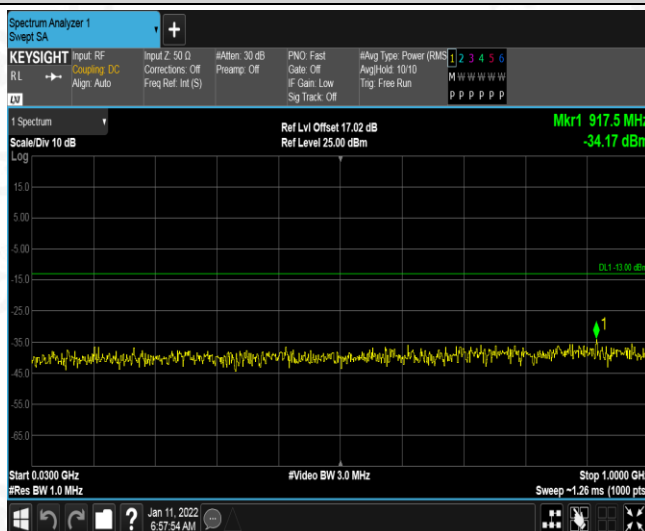 Spectrum Analyzer 1
Swept SA
+
KEYSIGHT
RL
LXI
Input: RF
Coupling: DC
Align: Auto
Input Z: 50 Ω
Corrections: Off
Freq Ref: Int (S)
#Atten: 30 dB
Preamp: Off
PNO: Fast
Gate: Off
IF Gain: Low
Sig Track: Off
#Avg Type: Power (RMS
Avg|Hold: 10/10
Trig: Free Run
1 2 3 4 5 6
M W W W W W
P P P P P P
1 Spectrum
Scale/Div 10 dB
Ref Lvl Offset 17.02 dB
Ref Level 25.00 dBm
Mkr1 917.5 MHz
-34.17 dBm
Log
15.0
5.00
-5.00
DL1 -13.00 dBm
-15.0
-25.0
1
-35.0
-45.0
-55.0
-65.0
Start 0.0300 GHz
#Res BW 1.0 MHz
#Video BW 3.0 MHz
Stop 1.0000 GHz
Sweep ~1.26 ms (1000 pts
?
Jan 11, 2022
6:57:54 AM